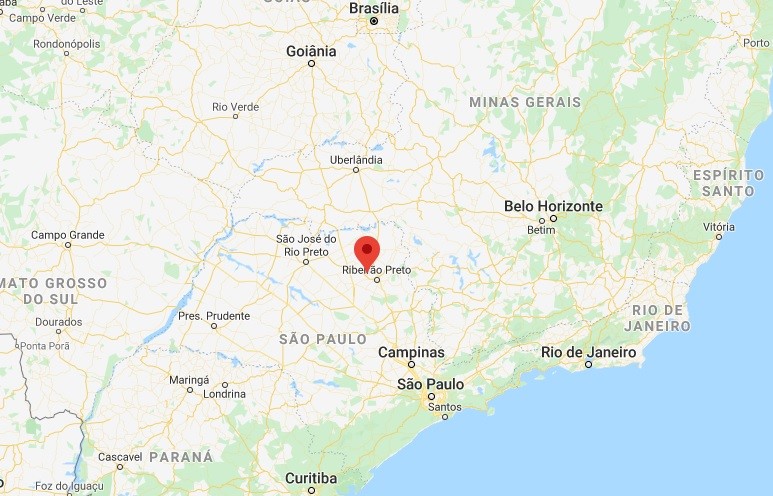 do Leste
Campo Verde
Brasília
Rondonópolis
Goiânia
Porto
Rio Verde
MINAS GERAIS
Uberlândia
ESPÍRITO
SANTO
Belo Horizonte
Betim
Vitória
Campo Grande
São José do
Rio Preto
Ribeirão Preto
MATO GROSSO
DO SUL
RIO DE
JANEIRO
Pres. Prudente
Dourados
Ponta Porã
SÃO PAULO
Campinas
Rio de Janeiro
Maringá
Londrina
São Paulo
Santos
Cascavel
PARANÁ
Curitiba
Foz do Iguaçu